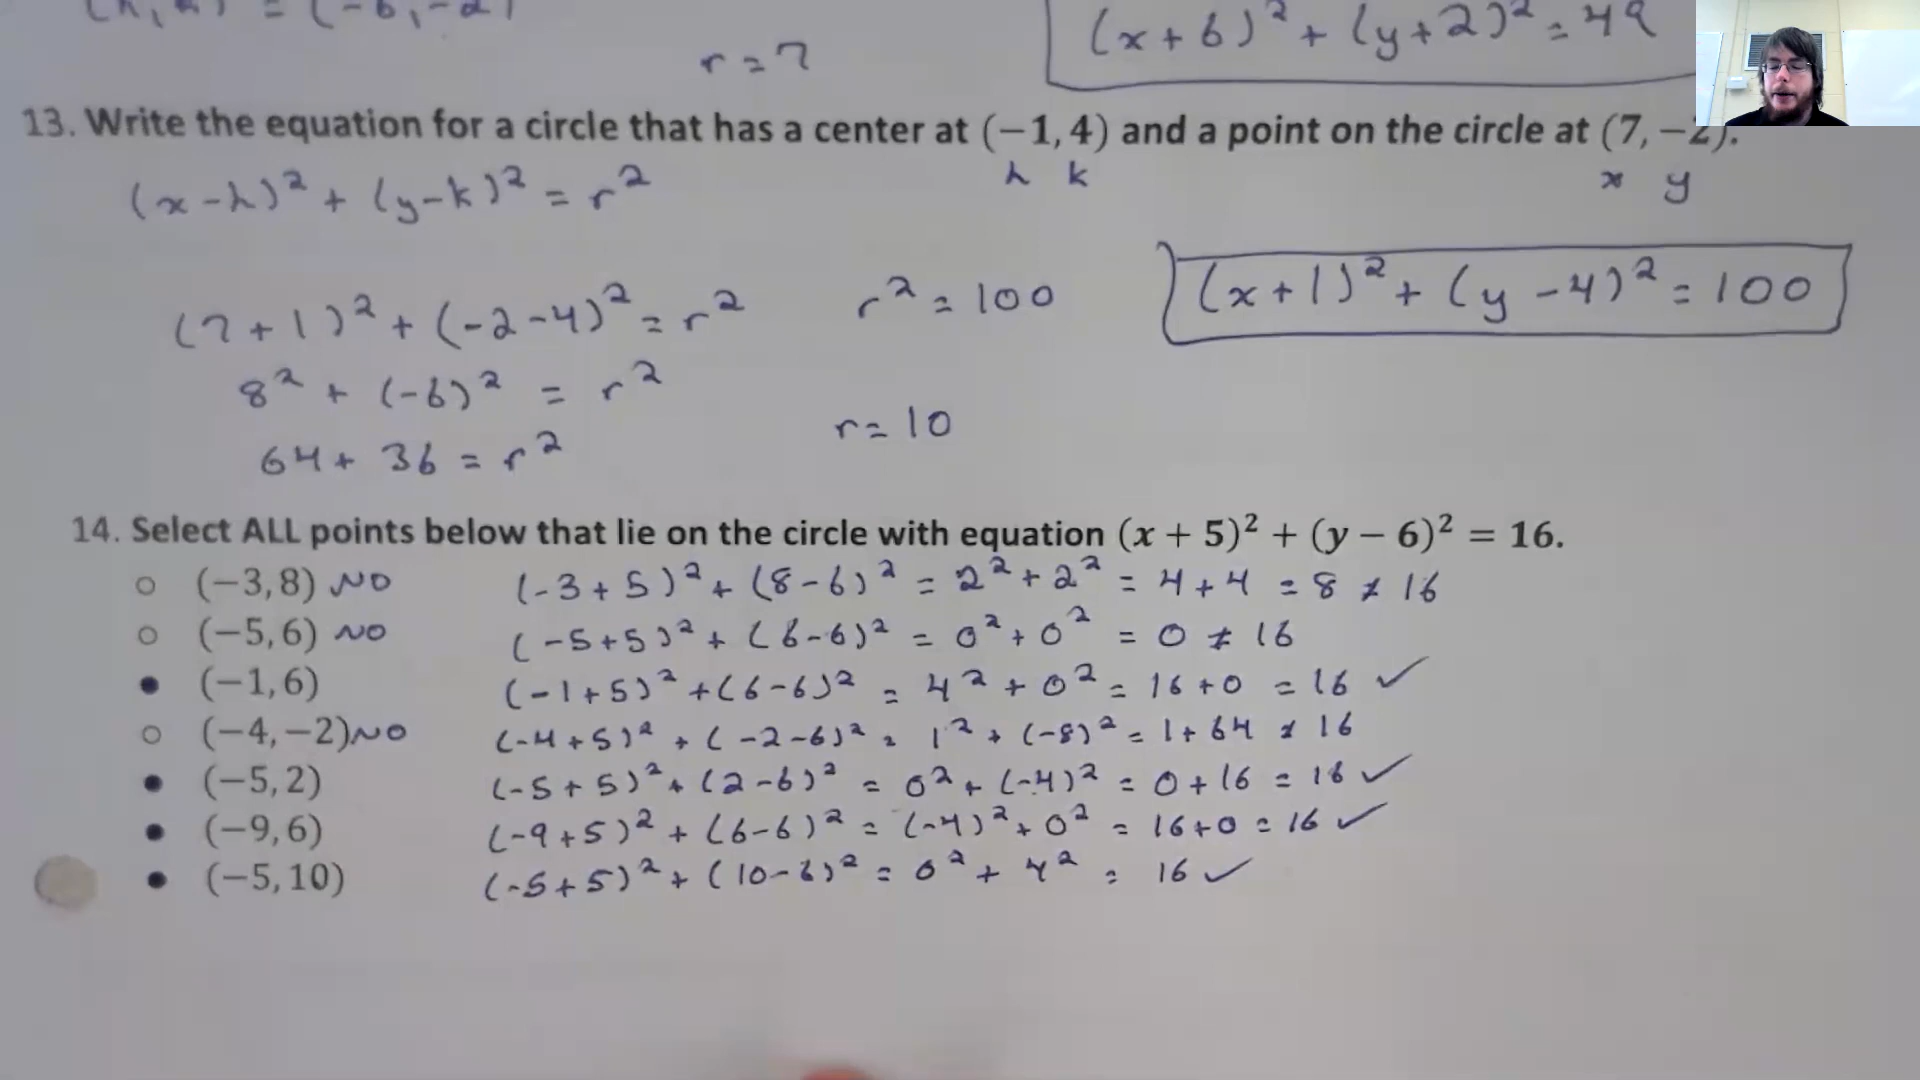 (h, k) = (-6, -2)
r = 7
(x + 6)² + (y + 2)² = 49
13. Write the equation for a circle that has a center at (−1, 4) and a point on the circle at (7, −2).
h k x y
(x - h)² + (y - k)² = r²
(7 + 1)² + (-2 - 4)² = r²
r² = 100
(x + 1)² + (y - 4)² = 100
8² + (-6)² = r²
r = 10
64 + 36 = r²
14. Select ALL points below that lie on the circle with equation (x + 5)² + (y − 6)² = 16.
○ (−3, 8) NO (-3 + 5)² + (8 - 6)² = 2² + 2² = 4 + 4 = 8 ≠ 16
○ (−5, 6) NO (-5 + 5)² + (6 - 6)² = 0² + 0² = 0 ≠ 16
● (−1, 6) (-1 + 5)² + (6 - 6)² = 4² + 0² = 16 + 0 = 16 ✓
○ (−4, −2) NO (-4 + 5)² + (-2 - 6)² = 1² + (-8)² = 1 + 64 ≠ 16
● (−5, 2) (-5 + 5)² + (2 - 6)² = 0² + (-4)² = 0 + 16 = 16 ✓
● (−9, 6) (-9 + 5)² + (6 - 6)² = (-4)² + 0² = 16 + 0 = 16 ✓
● (−5, 10) (-5 + 5)² + (10 - 6)² = 0² + 4² = 16 ✓